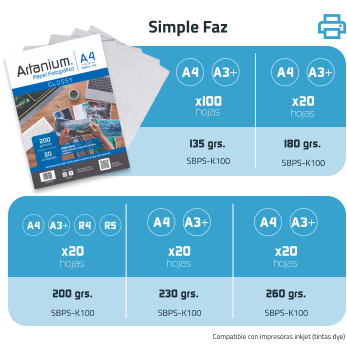 Simple Faz
Artanium.
Papel Fotográfico
A4
GLOSSY
200
20
A4 A3+
x100
hojas
135 grs.
SBPS-K100
A4 A3+
x20
hojas
180 grs.
SBPS-K100
A4 A3+ R4 R5
x20
hojas
200 grs.
SBPS-K100
A4 A3+
x20
hojas
230 grs.
SBPS-K100
A4 A3+
x20
hojas
260 grs.
SBPS-K100
Compatible con impresoras inkjet (tintas dye)